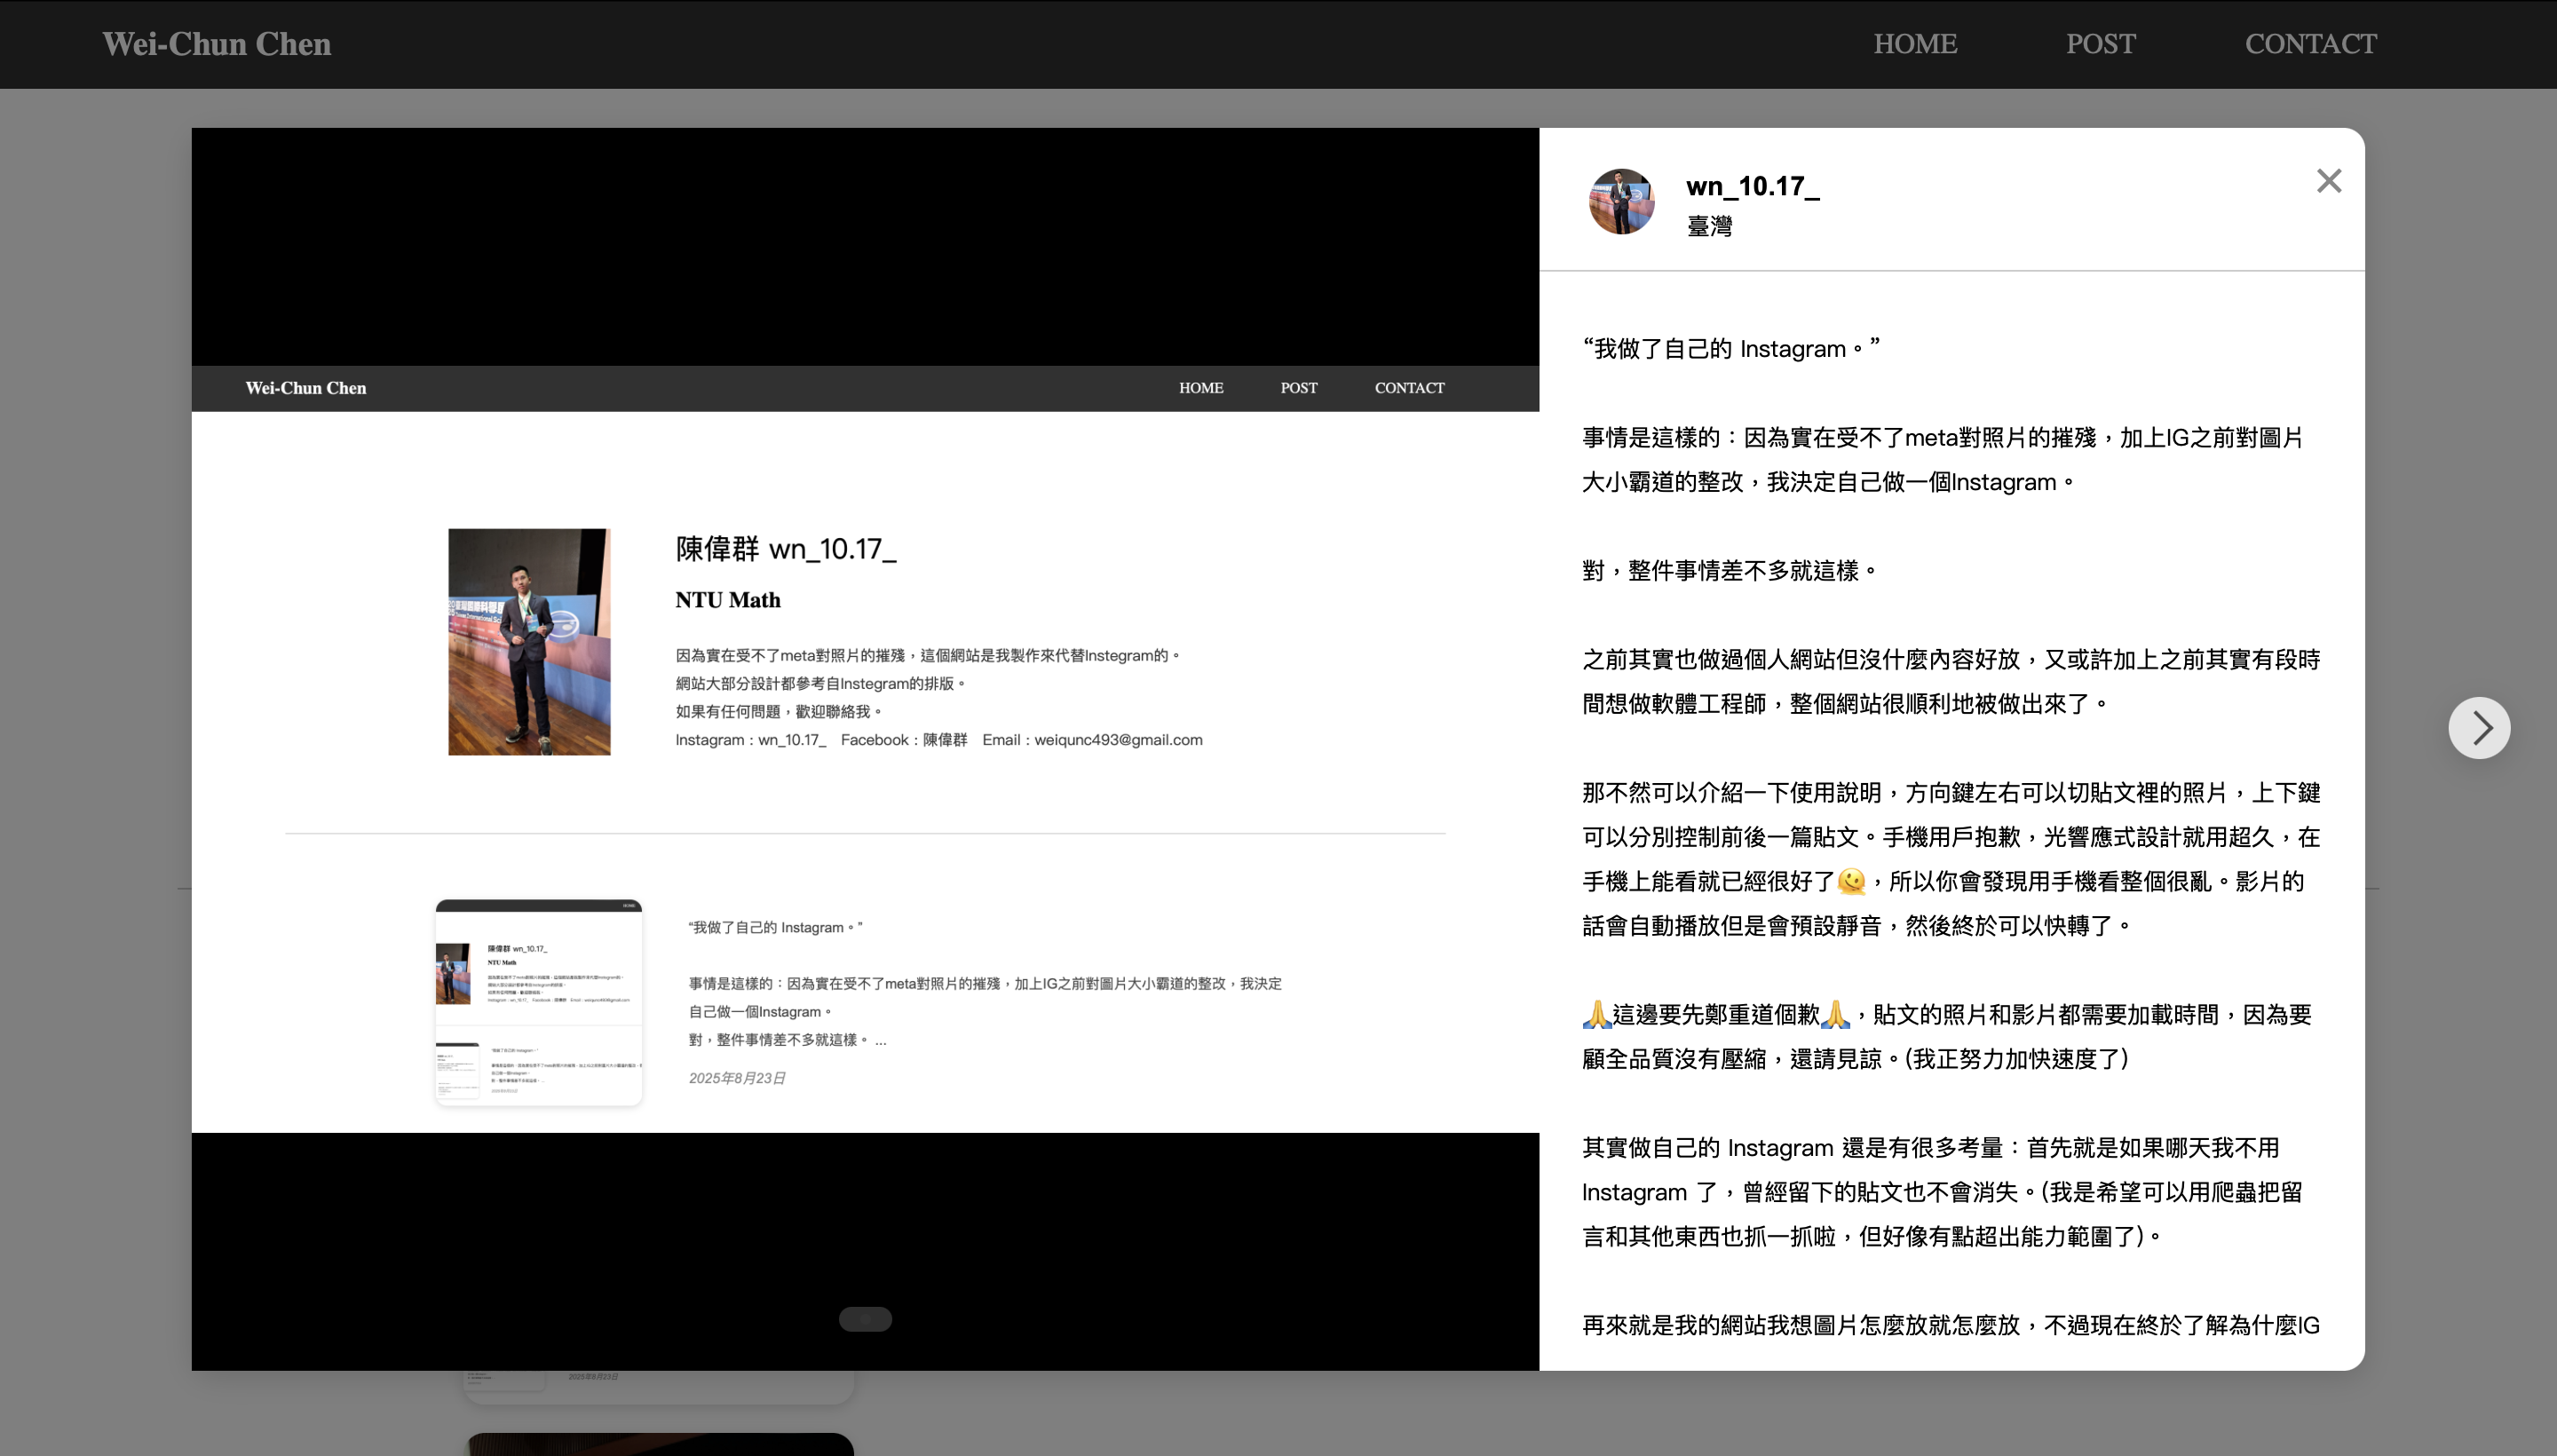 Wei-Chun Chen
HOME
POST
CONTACT
Wei-Chun Chen
HOME
POST
CONTACT
陳偉群 wn_10.17_
NTU Math
因為實在受不了meta對照片的摧殘，這個網站是我製作來代替Instegram的。
網站大部分設計都參考自Instegram的排版。
如果有任何問題，歡迎聯絡我。
Instagram：wn_10.17_ Facebook：陳偉群 Email：weiqunc493@gmail.com
陳偉群 wn_10.17_
NTU Math
“我做了自己的 Instagram。”
事情是這樣的：因為實在受不了meta對照片的摧殘，加上IG之前對圖片大小霸道的整改，我決定
自己做一個Instagram。
對，整件事情差不多就這樣。 ...
2025年8月23日
wn_10.17_
臺灣
“我做了自己的 Instagram。”
事情是這樣的：因為實在受不了meta對照片的摧殘，加上IG之前對圖片
大小霸道的整改，我決定自己做一個Instagram。
對，整件事情差不多就這樣。
之前其實也做過個人網站但沒什麼內容好放，又或許加上之前其實有段時
間想做軟體工程師，整個網站很順利地被做出來了。
那不然可以介紹一下使用說明，方向鍵左右可以切貼文裡的照片，上下鍵
可以分別控制前後一篇貼文。手機用戶抱歉，光響應式設計就用超久，在
手機上能看就已經很好了🫠，所以你會發現用手機看整個很亂。影片的
話會自動播放但是會預設靜音，然後終於可以快轉了。
🙏這邊要先鄭重道個歉🙏，貼文的照片和影片都需要加載時間，因為要
顧全品質沒有壓縮，還請見諒。(我正努力加快速度了)
其實做自己的 Instagram 還是有很多考量：首先就是如果哪天我不用
Instagram 了，曾經留下的貼文也不會消失。(我是希望可以用爬蟲把留
言和其他東西也抓一抓啦，但好像有點超出能力範圍了)。
再來就是我的網站我想圖片怎麼放就怎麼放，不過現在終於了解為什麼IG
2025年8月23日